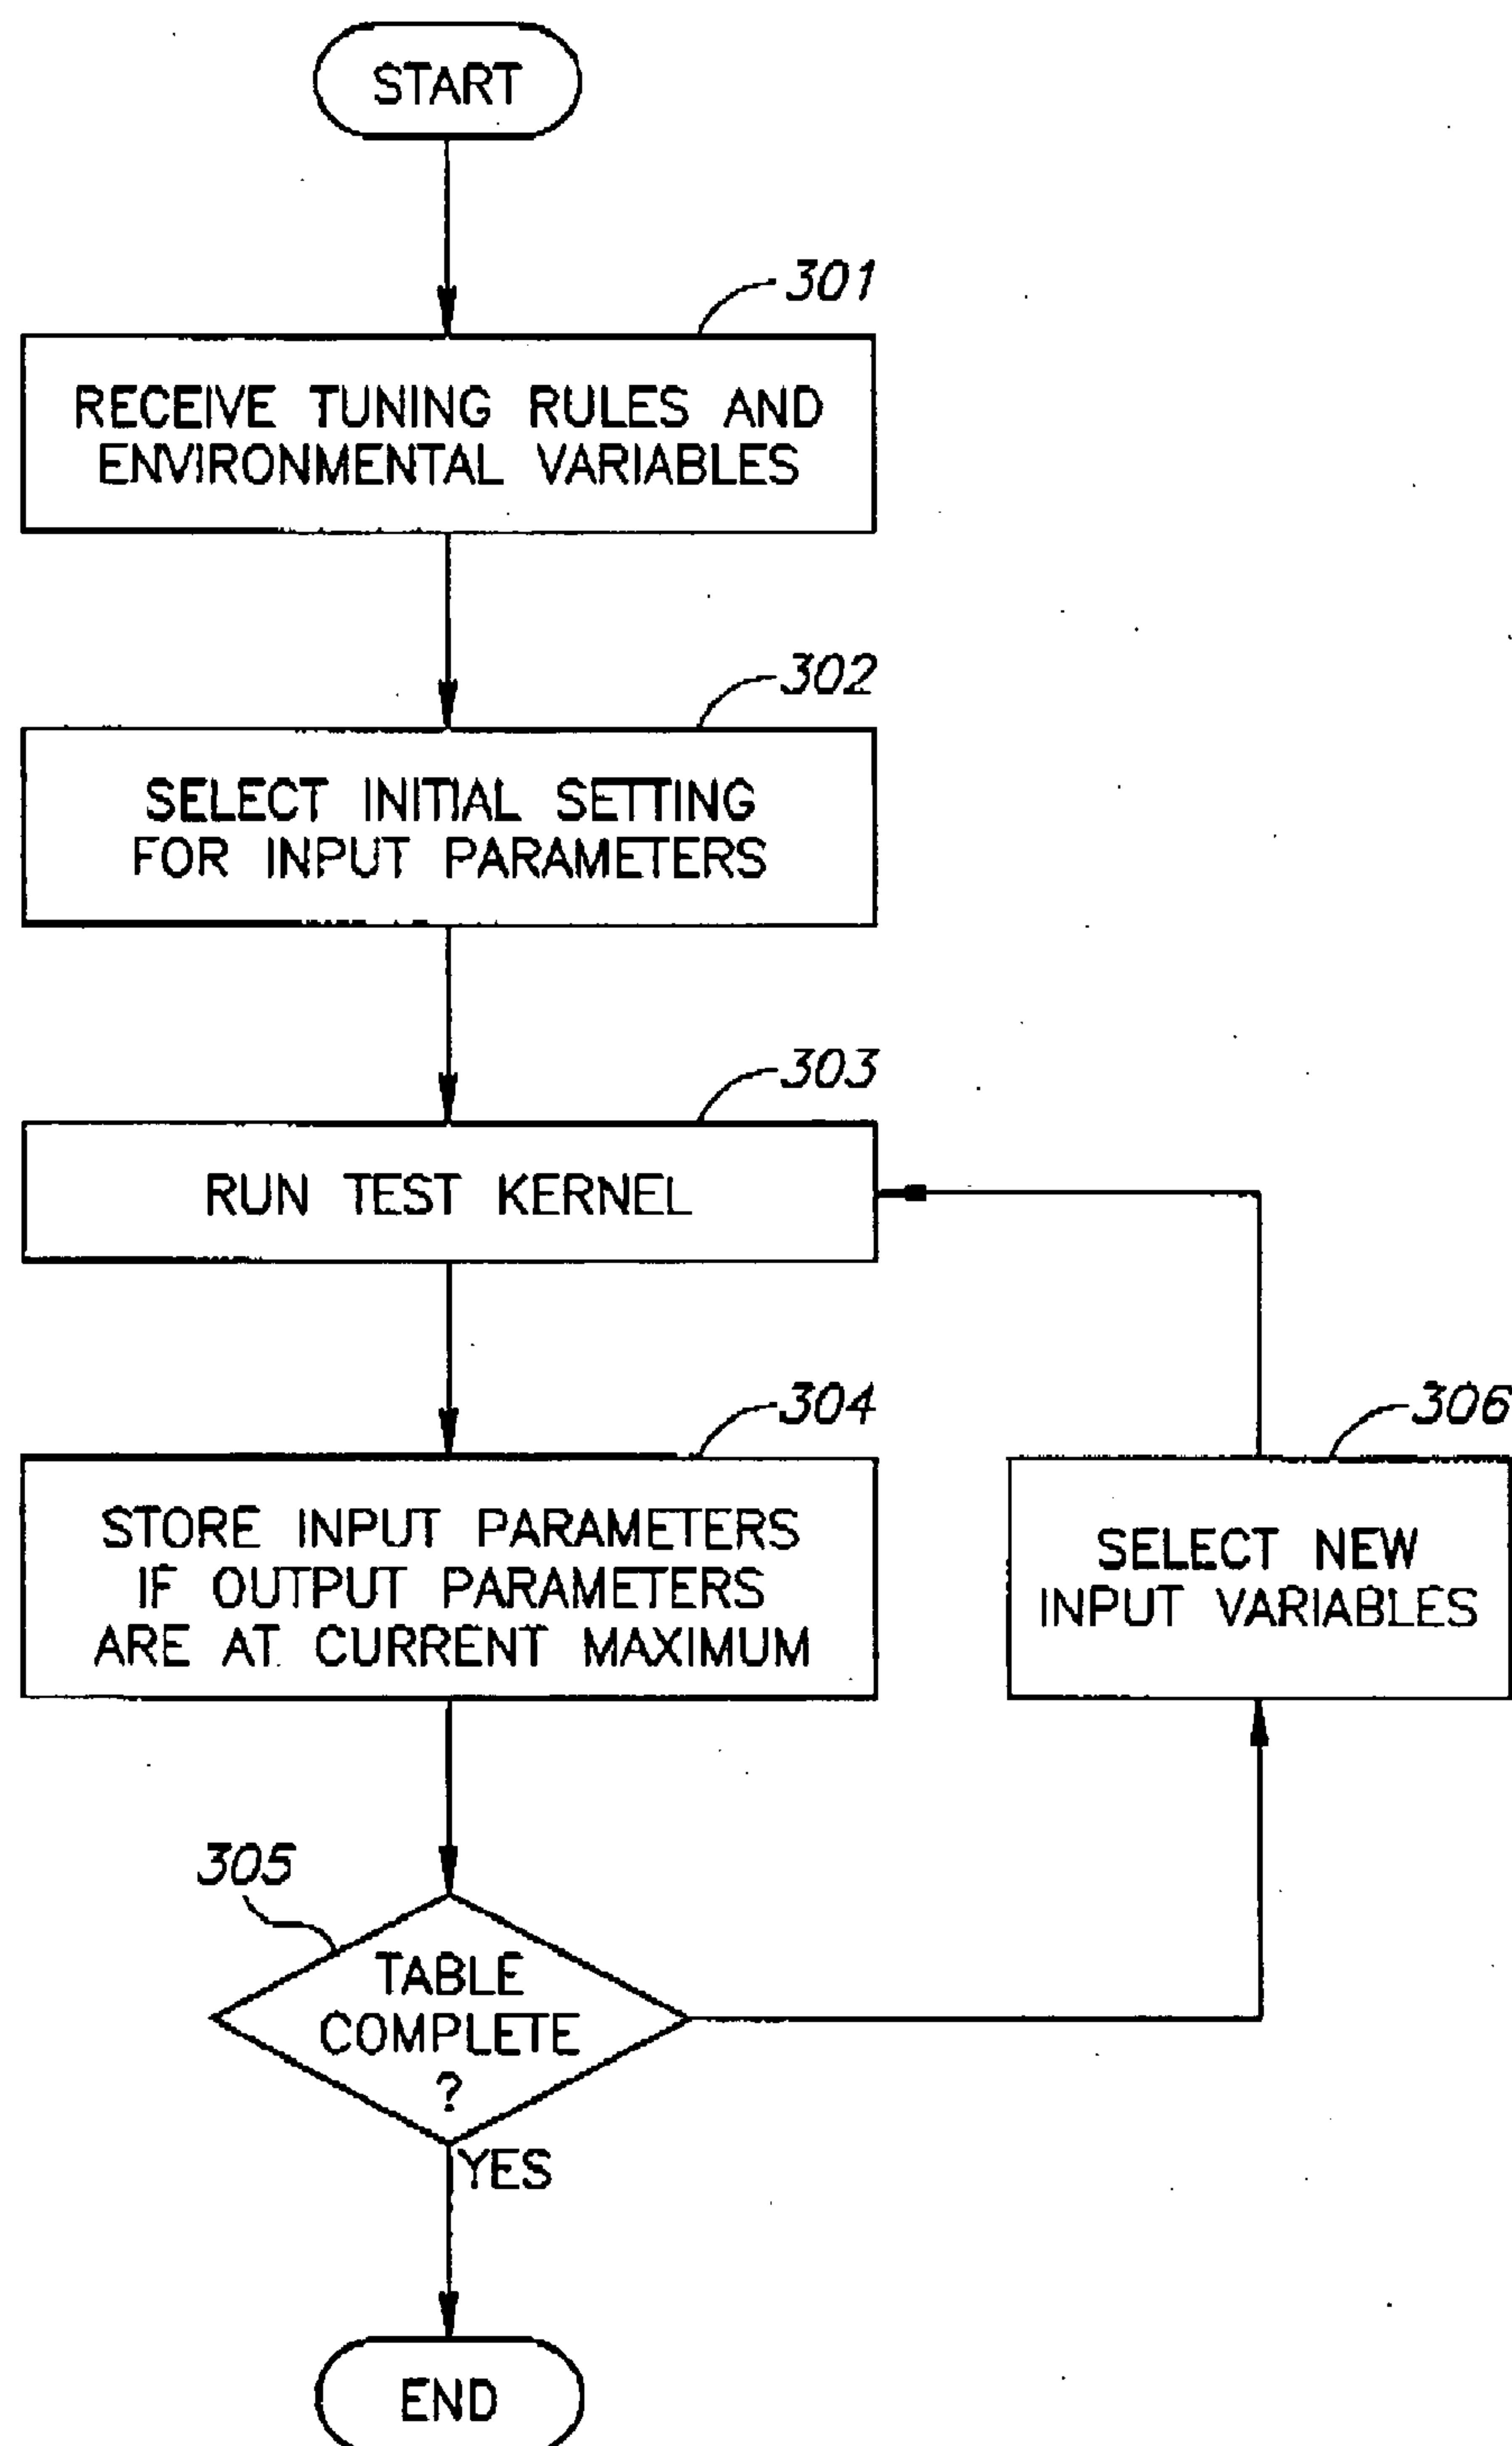 START
301
RECEIVE TUNING RULES AND
ENVIRONMENTAL VARIABLES
302
SELECT INITIAL SETTING
FOR INPUT PARAMETERS
303
RUN TEST KERNEL
304
STORE INPUT PARAMETERS
IF OUTPUT PARAMETERS
ARE AT CURRENT MAXIMUM
306
SELECT NEW
INPUT VARIABLES
305
TABLE
COMPLETE
?
YES
END